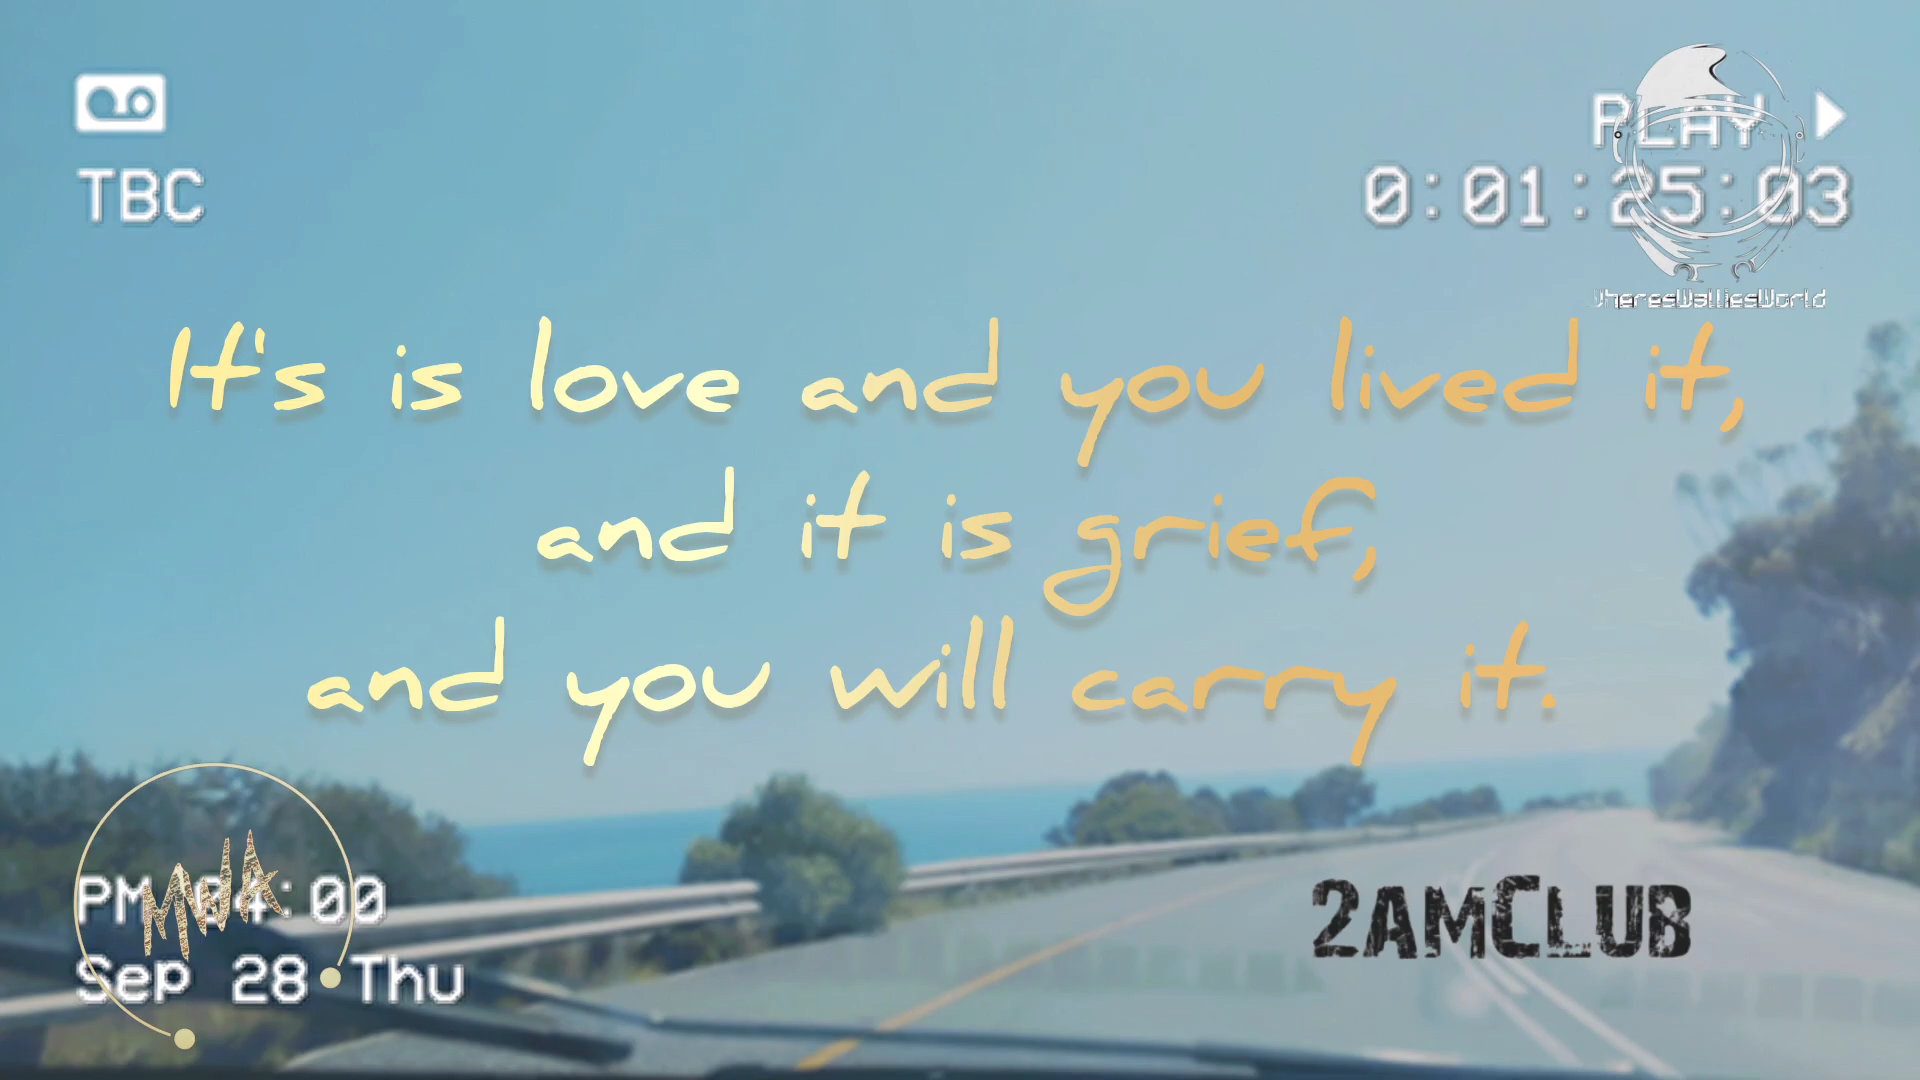 TBC
PLAY
0:01:25:03
WheresWalliesWorld
It's is love and you lived it,
and it is grief,
and you will carry it.
PM 04:00
Sep 28 Thu
2amClub